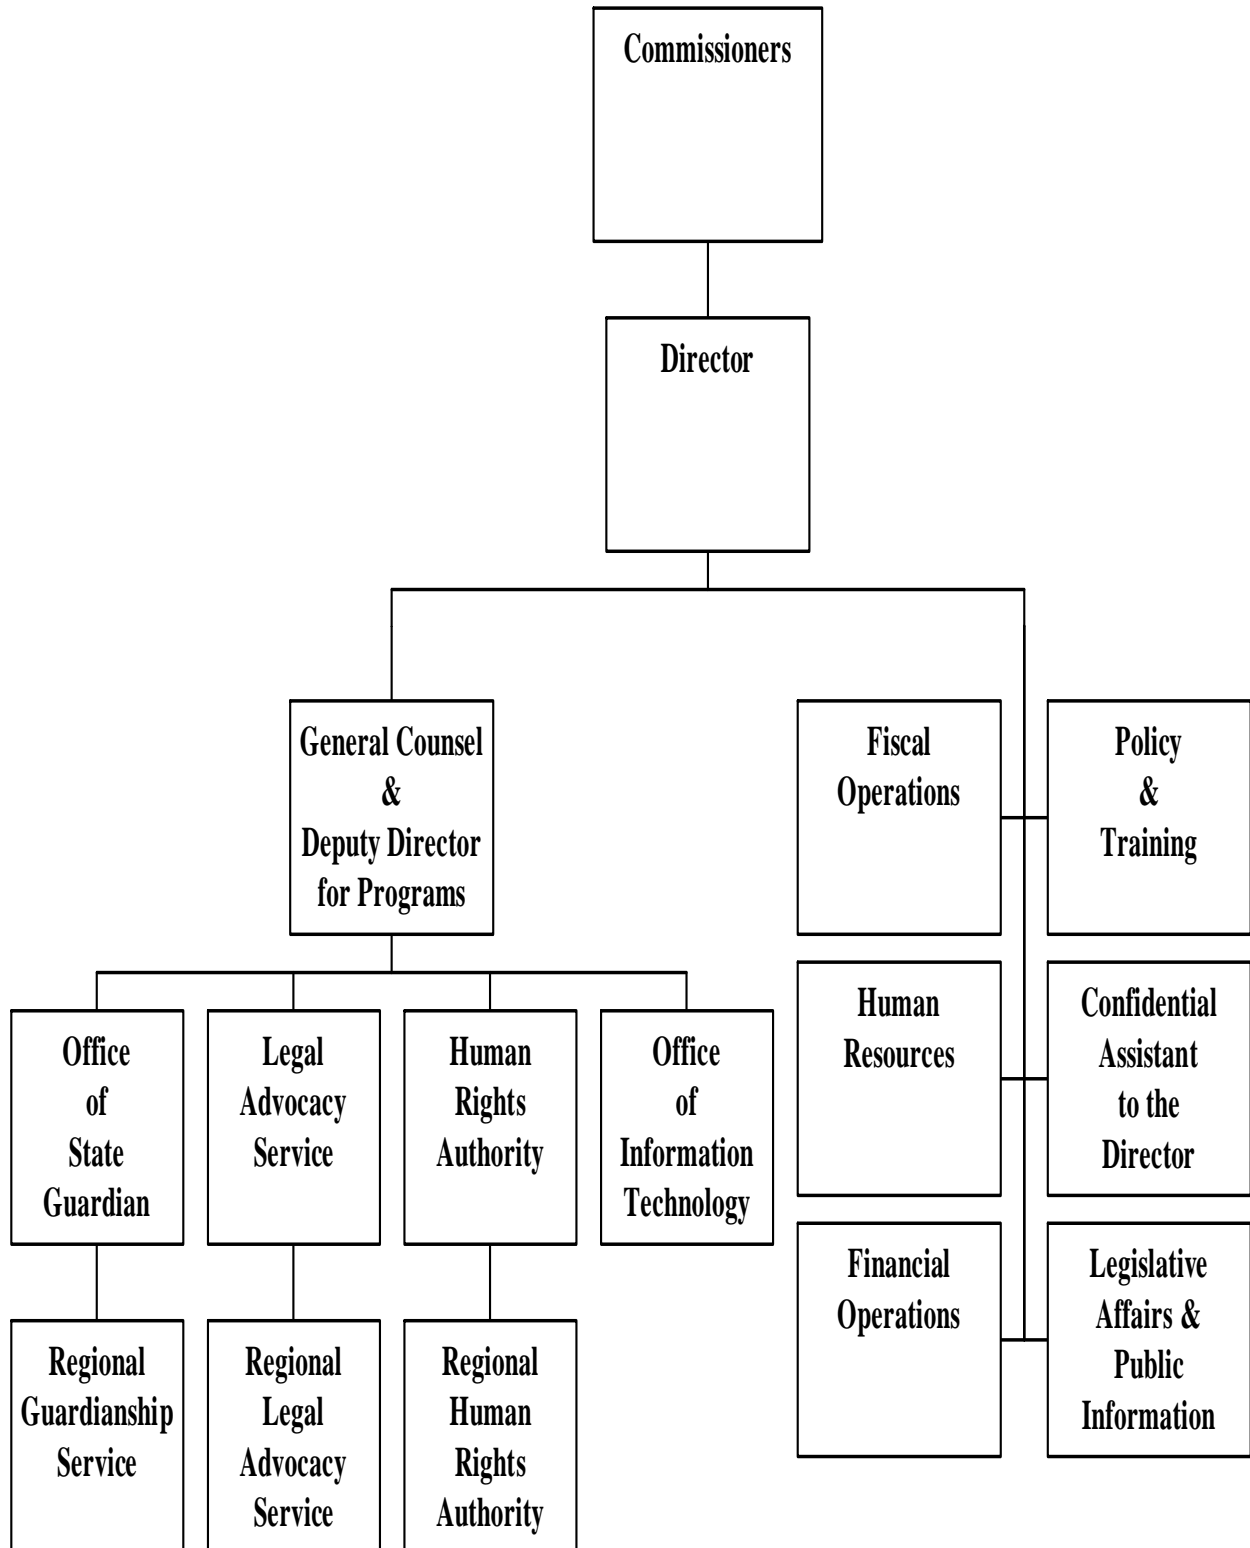 Commissioners
Director
General Counsel
&
Deputy Director
for Programs
Fiscal
Operations
Policy
&
Training
Human
Resources
Confidential
Assistant
to the
Director
Financial
Operations
Legislative
Affairs &
Public
Information
Office
of
State
Guardian
Legal
Advocacy
Service
Human
Rights
Authority
Office
of
Information
Technology
Regional
Guardianship
Service
Regional
Legal
Advocacy
Service
Regional
Human
Rights
Authority